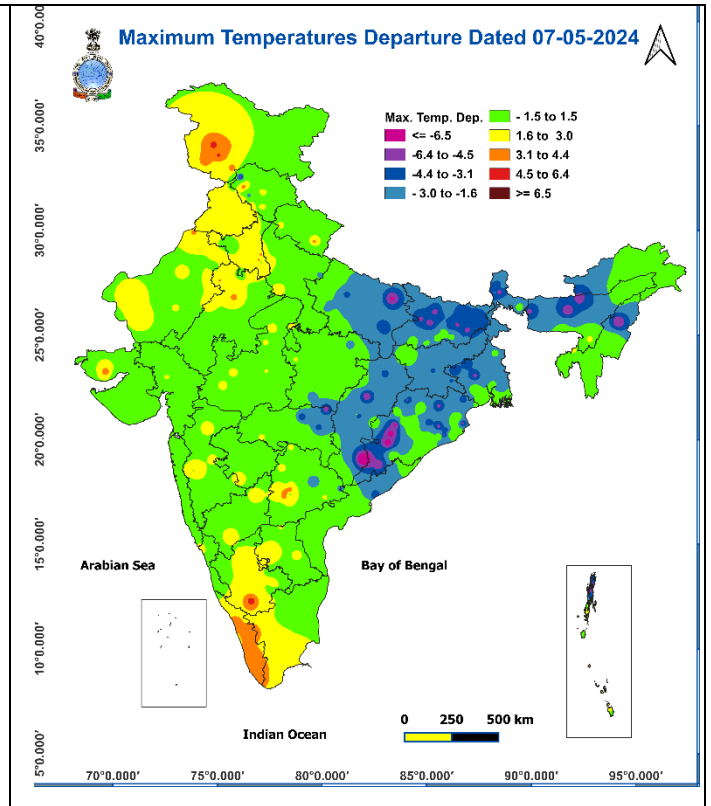 Maximum Temperatures Departure Dated 07-05-2024
Max. Temp. Dep.
<= -6.5
-6.4 to -4.5
-4.4 to -3.1
- 3.0 to -1.6
- 1.5 to 1.5
1.6 to 3.0
3.1 to 4.4
4.5 to 6.4
>= 6.5
40°0.000'
35°0.000'
30°0.000'
25°0.000'
20°0.000'
15°0.000'
10°0.000'
5°0.000'
Arabian Sea
Bay of Bengal
Indian Ocean
0 250 500 km
70°0.000' 75°0.000' 80°0.000' 85°0.000' 90°0.000' 95°0.000'